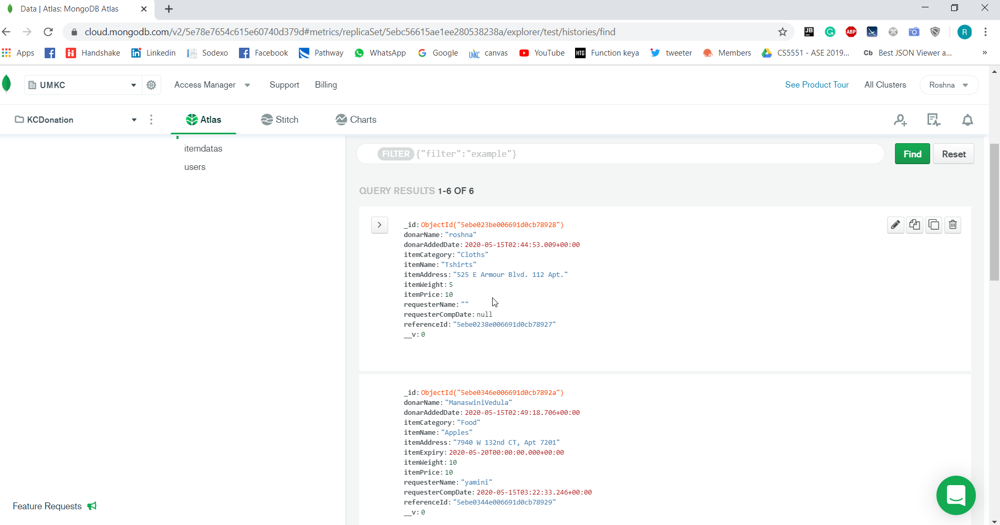 Data | Atlas: MongoDB Atlas
cloud.mongodb.com/v2/5e78e7654c615e60740d379d#metrics/replicaSet/5ebc56615ae1ee280538238a/explorer/test/histories/find
JB
G
ABP
R
Apps Handshake Linkedin Sodexo Facebook Pathway WhatsApp Google UMKC canvas YouTube HTG Function keya tweeter Members CS5551 - ASE 2019... Cb Best JSON Viewer a... »
UMKC Access Manager Support Billing See Product Tour All Clusters Roshna
KCDonation Atlas Stitch Charts
itemdatas
users
FILTER {"filter":"example"} Find Reset
QUERY RESULTS 1-6 OF 6
_id: ObjectId("5ebe023be006691d0cb78928")
donarName: "roshna"
donarAddedDate: 2020-05-15T02:44:53.009+00:00
itemCategory: "Cloths"
itemName: "Tshirts"
itemAddress: "525 E Armour Blvd. 112 Apt."
itemWeight: 5
itemPrice: 10
requesterName: ""
requesterCompDate: null
referenceId: "5ebe0238e006691d0cb78927"
__v: 0
_id: ObjectId("5ebe0346e006691d0cb7892a")
donarName: "ManaswiniVedula"
donarAddedDate: 2020-05-15T02:49:18.706+00:00
itemCategory: "Food"
itemName: "Apples"
itemAddress: "7940 W 132nd CT, Apt 7201"
itemExpiry: 2020-05-20T00:00:00.000+00:00
itemWeight: 10
itemPrice: 10
requesterName: "yamini"
requesterCompDate: 2020-05-15T03:22:33.246+00:00
referenceId: "5ebe0344e006691d0cb78929"
__v: 0
Feature Requests